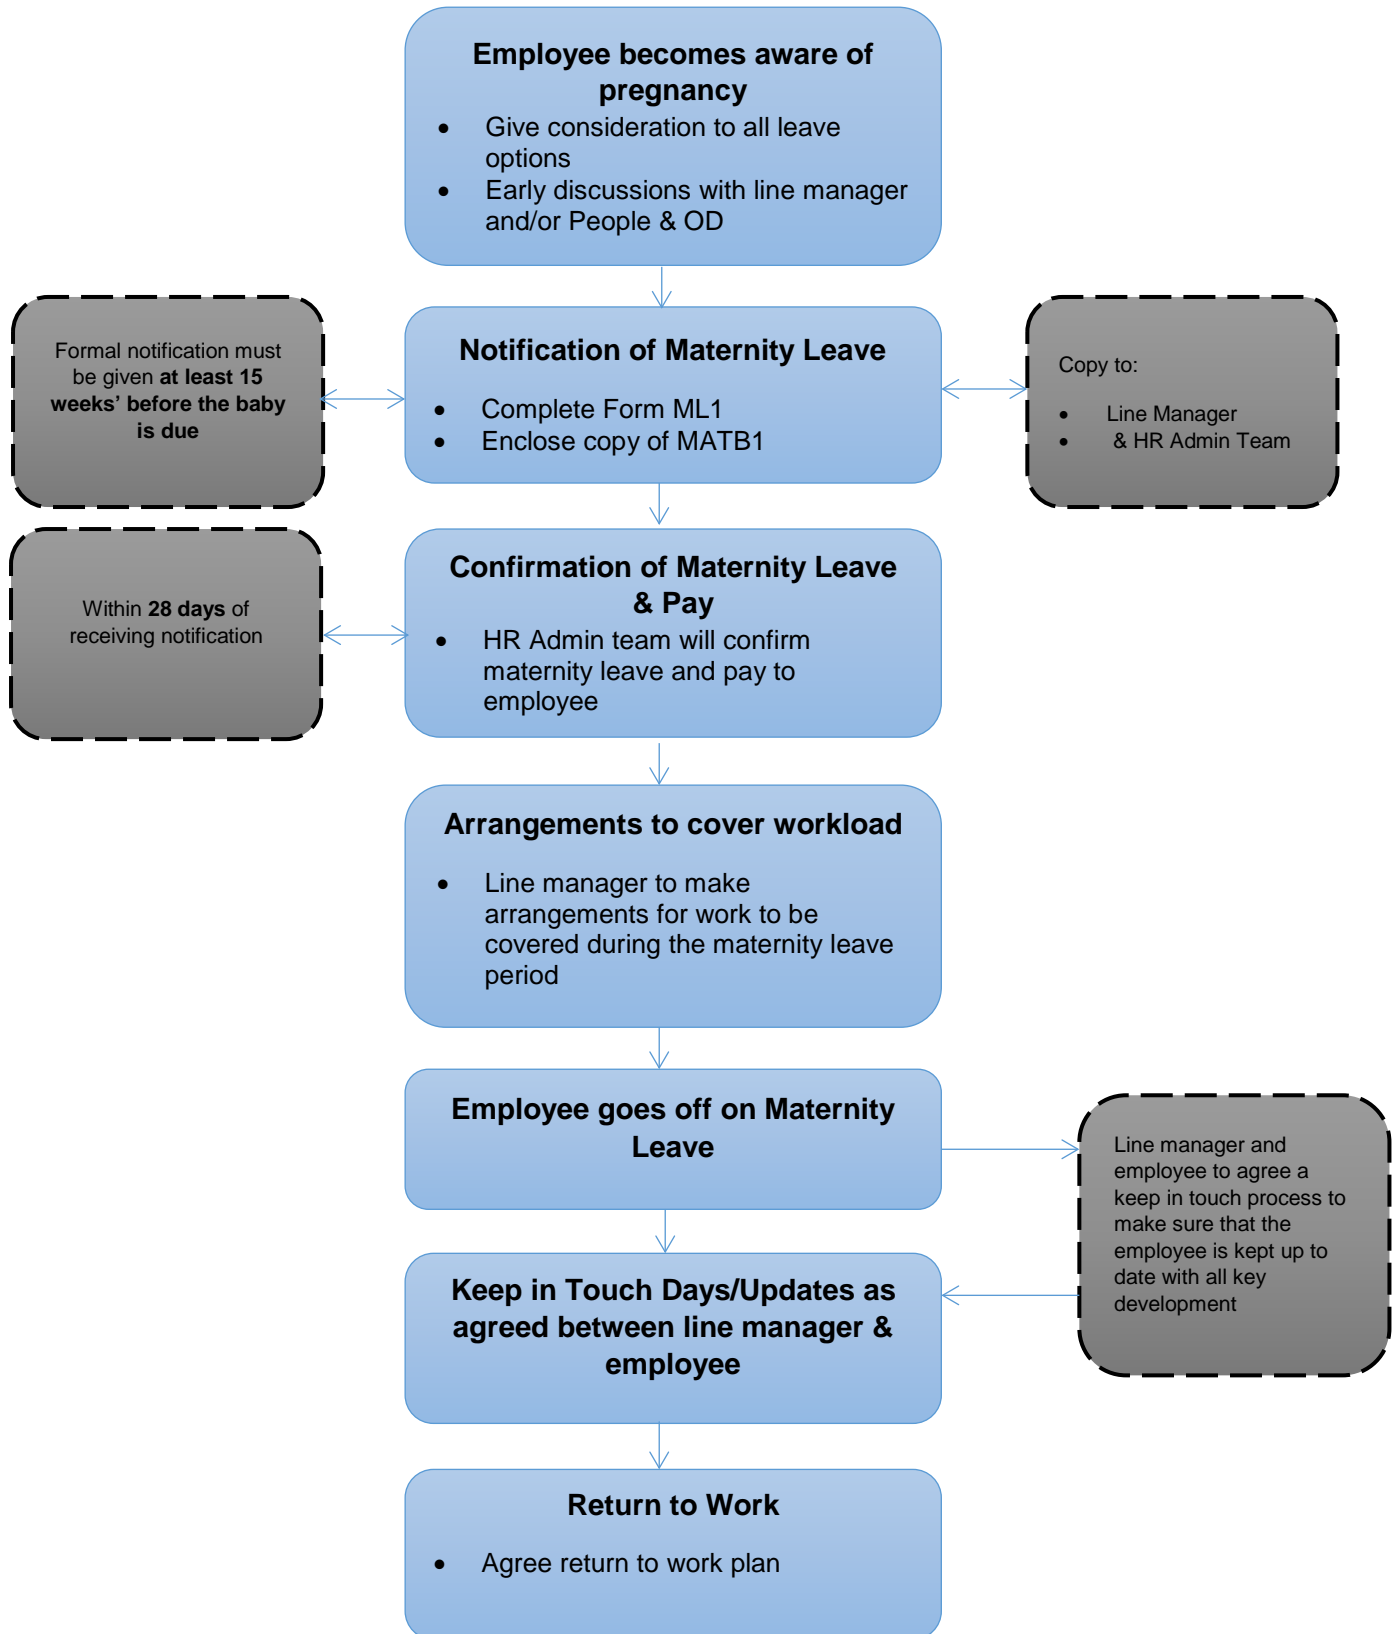 Employee becomes aware of
pregnancy
• Give consideration to all leave
options
• Early discussions with line manager
and/or People & OD
Formal notification must
be given at least 15
weeks’ before the baby
is due
Notification of Maternity Leave
• Complete Form ML1
• Enclose copy of MATB1
Copy to:
• Line Manager
• & HR Admin Team
Within 28 days of
receiving notification
Confirmation of Maternity Leave
& Pay
• HR Admin team will confirm
maternity leave and pay to
employee
Arrangements to cover workload
• Line manager to make
arrangements for work to be
covered during the maternity leave
period
Employee goes off on Maternity
Leave
Line manager and
employee to agree a
keep in touch process to
make sure that the
employee is kept up to
date with all key
development
Keep in Touch Days/Updates as
agreed between line manager &
employee
Return to Work
• Agree return to work plan